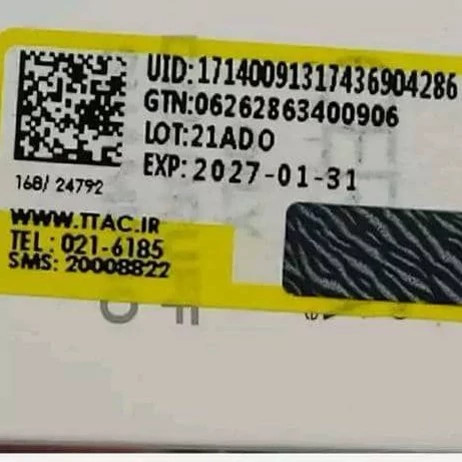 UID:17140091317436904286
GTN:06262863400906
LOT:21ADO
EXP: 2027-01-31
168/ 24792
WWW.TTAC.IR
TEL: 021-6185
SMS: 20008822